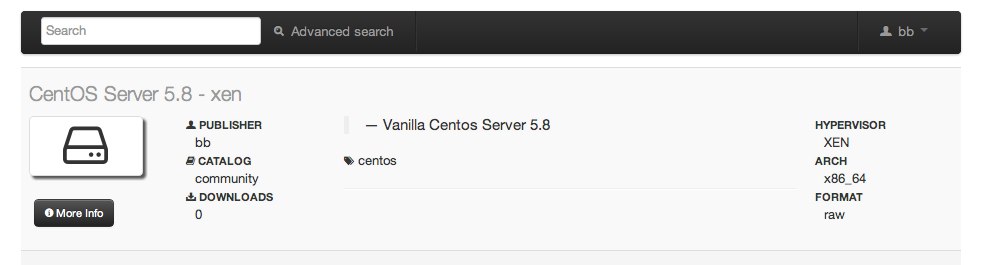 Search
Advanced search
bb
CentOS Server 5.8 - xen
PUBLISHER
bb
CATALOG
community
DOWNLOADS
0
More Info
— Vanilla Centos Server 5.8
centos
HYPERVISOR
XEN
ARCH
x86_64
FORMAT
raw